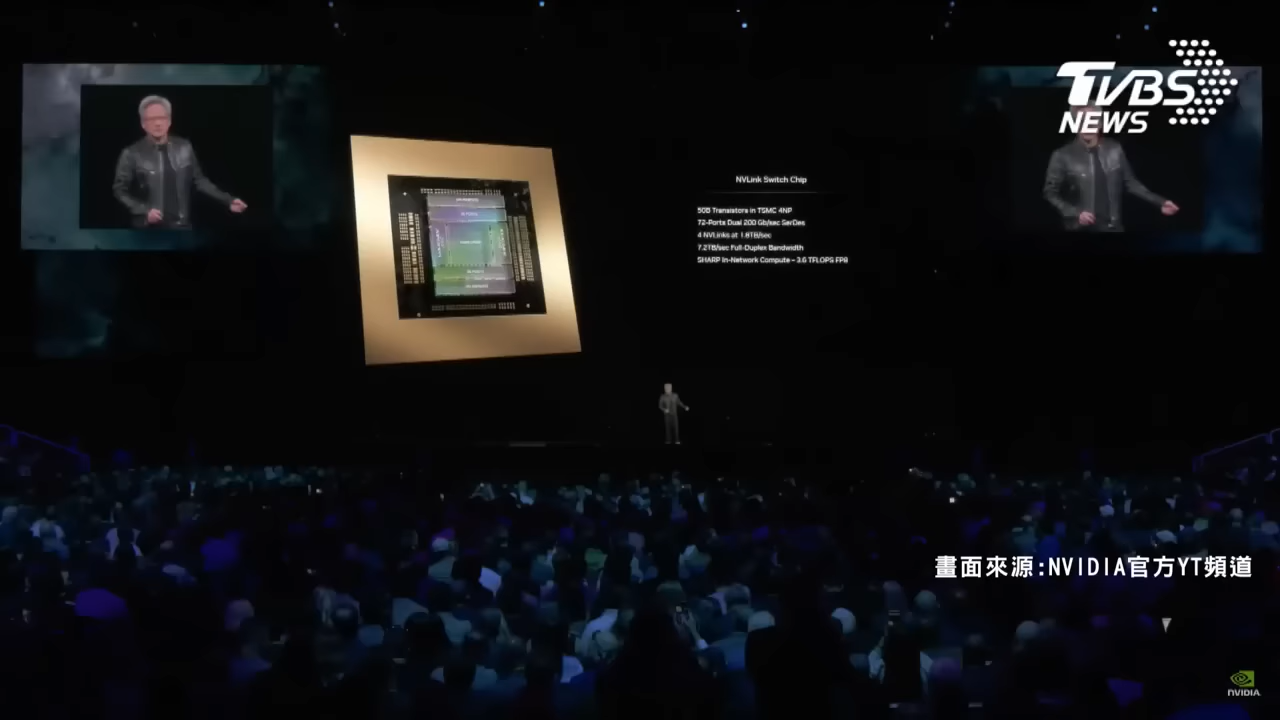 TVBS
NEWS
NVLink Switch Chip
50B Transistors in TSMC 4NP
72-Ports Dual 200 Gb/sec SerDes
4 NVLinks at 1.8TB/sec
7.2TB/sec Full-Duplex Bandwidth
SHARP In-Network Compute - 3.6 TFLOPS FP8
畫面來源:NVIDIA官方YT頻道
NVIDIA